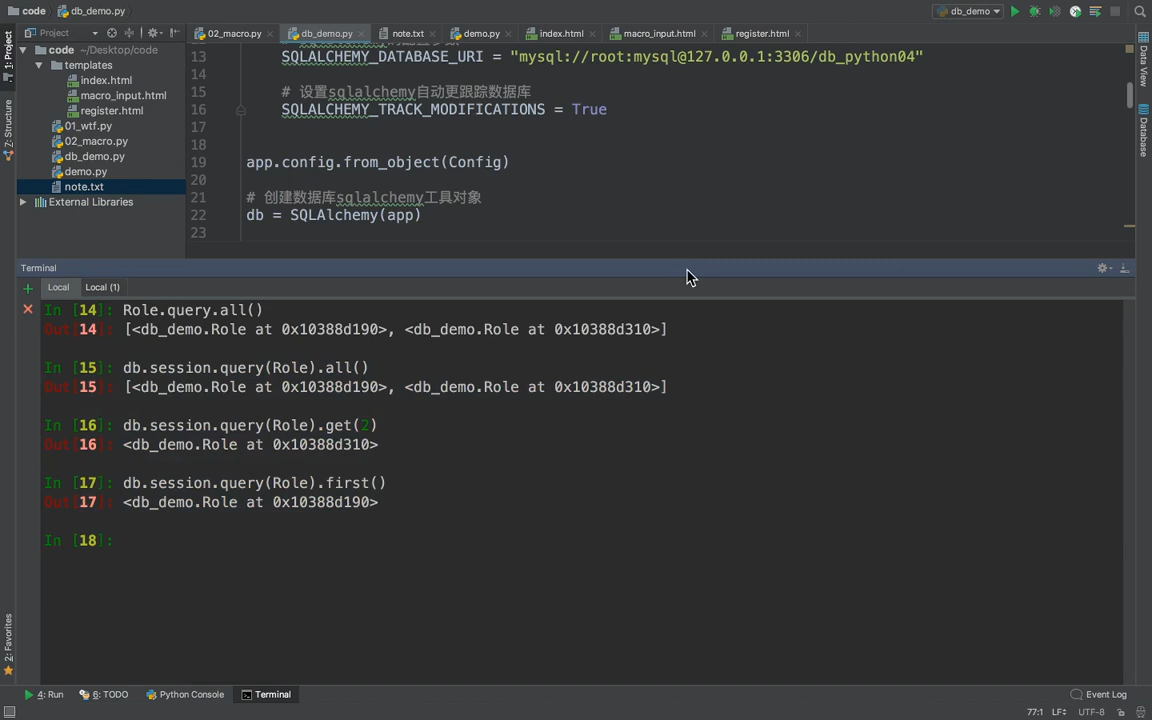 code
db_demo.py
db_demo
Project
02_macro.py
db_demo.py
note.txt
demo.py
index.html
macro_input.html
register.html
1: Project
Z: Structure
2: Favorites
Data View
Database
code ~/Desktop/code
templates
index.html
macro_input.html
register.html
01_wtf.py
02_macro.py
db_demo.py
demo.py
note.txt
External Libraries
13 SQLALCHEMY_DATABASE_URI = "mysql://root:mysql@127.0.0.1:3306/db_python04"
14
15 # 设置sqlalchemy自动更跟踪数据库
16 SQLALCHEMY_TRACK_MODIFICATIONS = True
17
18
19 app.config.from_object(Config)
20
21 # 创建数据库sqlalchemy工具对象
22 db = SQLAlchemy(app)
23
Terminal
Local
Local (1)
In [14]: Role.query.all()
Out[14]: [<db_demo.Role at 0x10388d190>, <db_demo.Role at 0x10388d310>]
In [15]: db.session.query(Role).all()
Out[15]: [<db_demo.Role at 0x10388d190>, <db_demo.Role at 0x10388d310>]
In [16]: db.session.query(Role).get(2)
Out[16]: <db_demo.Role at 0x10388d310>
In [17]: db.session.query(Role).first()
Out[17]: <db_demo.Role at 0x10388d190>
In [18]:
4: Run
6: TODO
Python Console
Terminal
Event Log
77:1 LF UTF-8